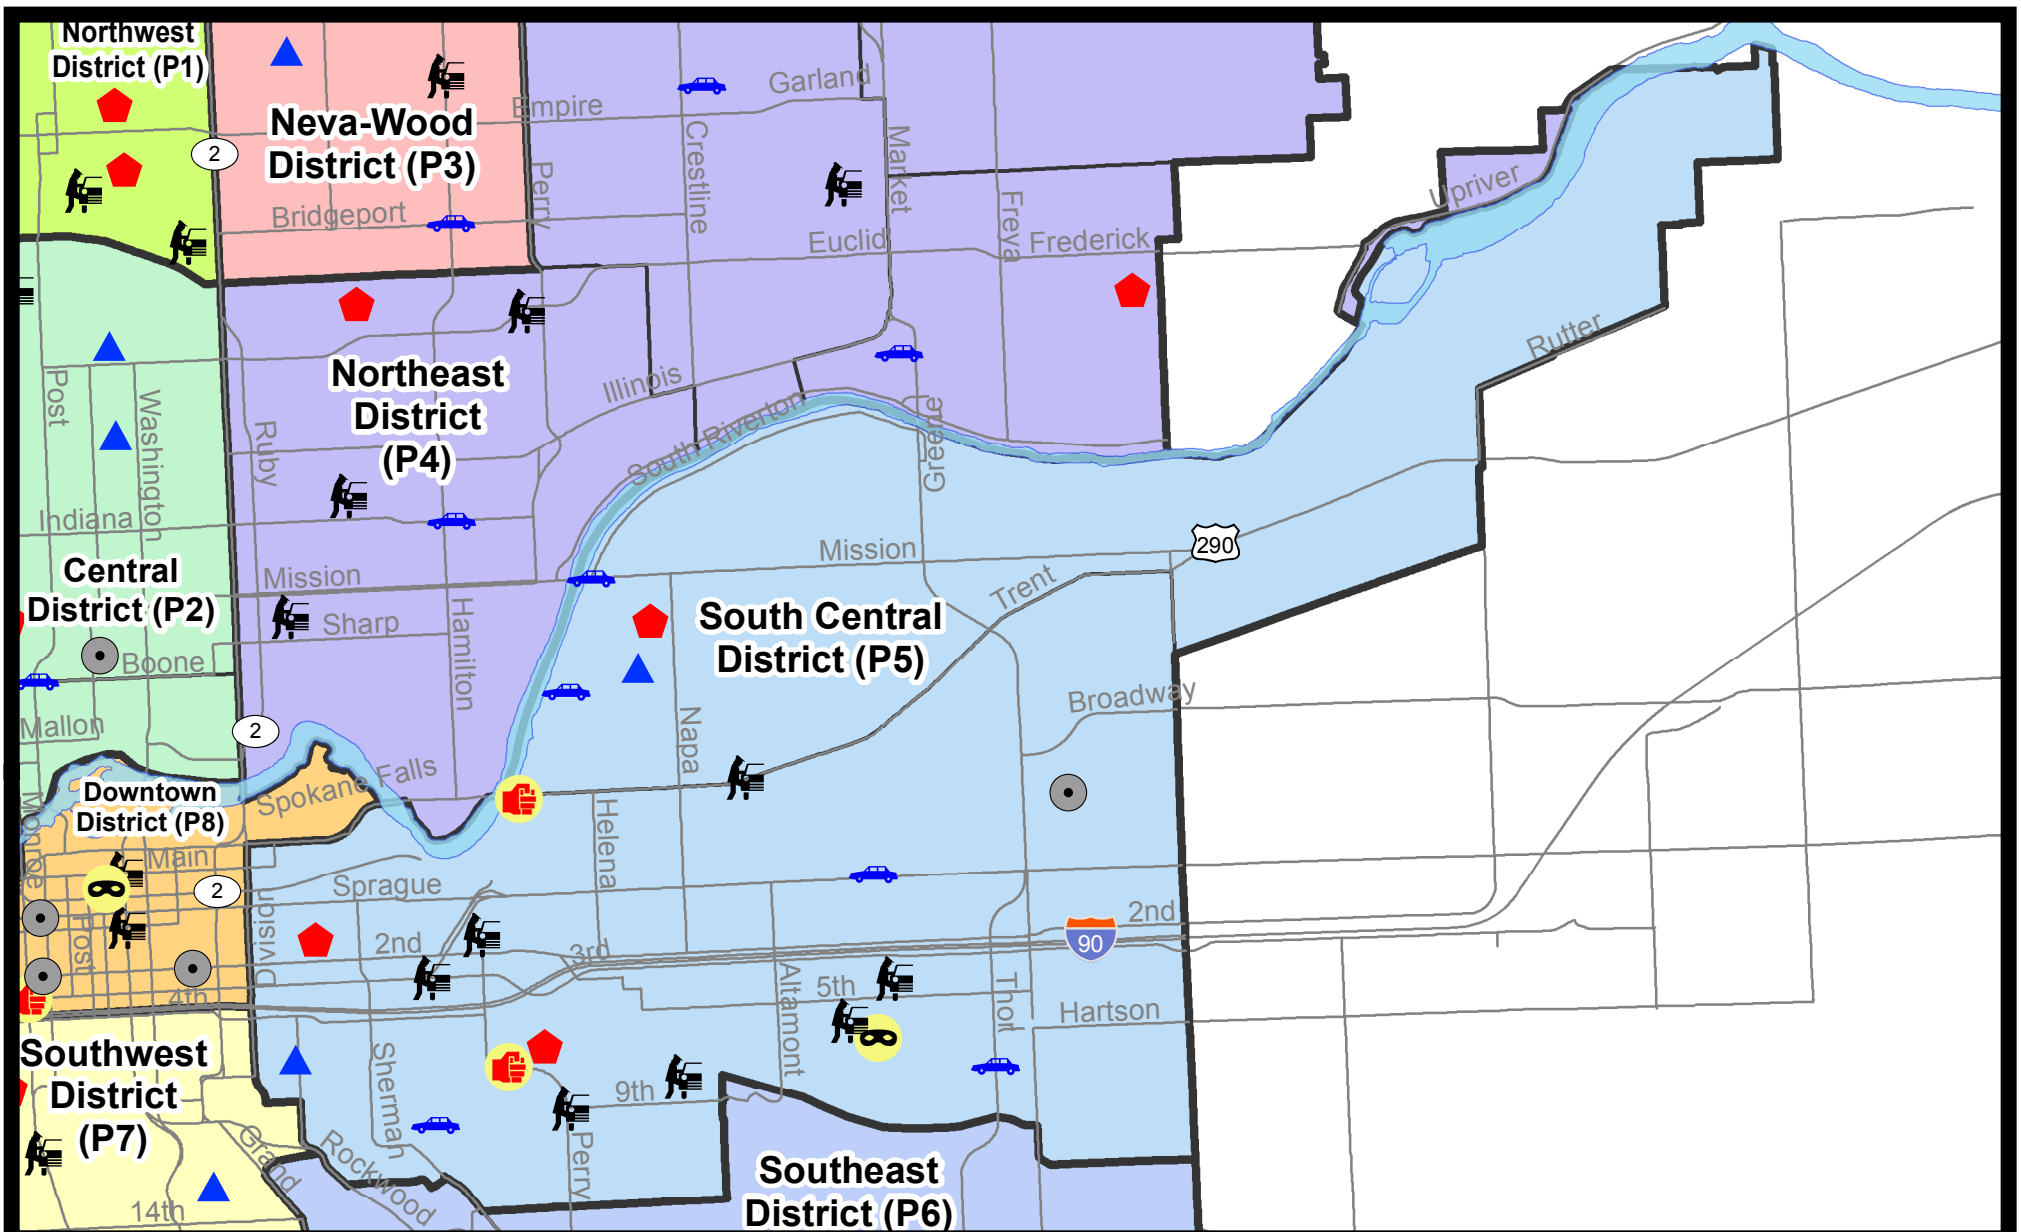 Northwest
District (P1)
Garland
Empire
Neva-Wood
District (P3)
2
Crestline
Market
Perry
Upriver
Freya
Bridgeport
Euclid
Frederick
Rutter
Northeast
District
(P4)
Illinois
Post
Washington
South Riverton
Greene
Ruby
Indiana
290
Mission
Central
District (P2)
Mission
Trent
South Central
District (P5)
Hamilton
Sharp
Boone
Broadway
Mallon
2
Napa
Spokane Falls
Downtown
District (P8)
Monroe
Helena
Main
2
Sprague
Division
2nd
Post
2nd
3rd
90
4th
5th
Altamont
Thor
Hartson
Southwest
District
(P7)
Sherman
9th
Grand
Rockwood
Perry
Southeast
District (P6)
14th